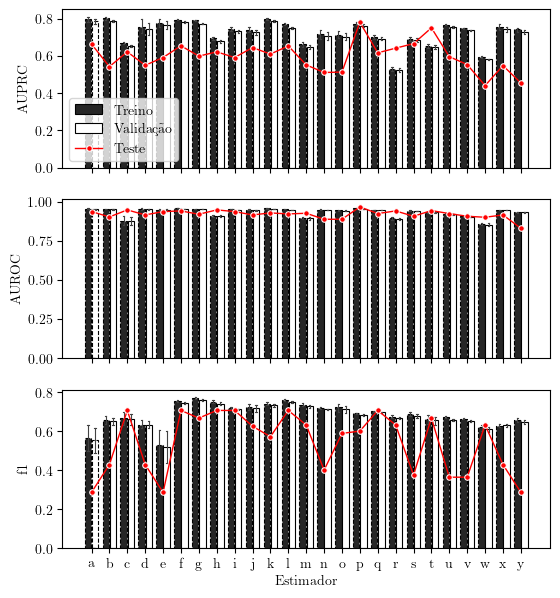 0.8
0.6
0.4
0.2
0.0
AUPRC
Treino
Validação
Teste
1.00
0.75
0.50
0.25
0.00
AUROC
0.8
0.6
0.4
0.2
0.0
f1
a b c d e f g h i j k l m n o p q r s t u v w x y
Estimador